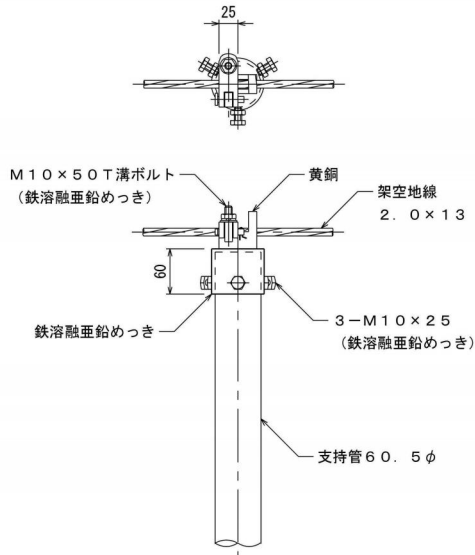 25
M10×50T溝ボルト
(鉄溶融亜鉛めっき)
黄銅
架空地線
2.0×13
60
鉄溶融亜鉛めっき
3-M10×25
(鉄溶融亜鉛めっき)
支持管60.5φ